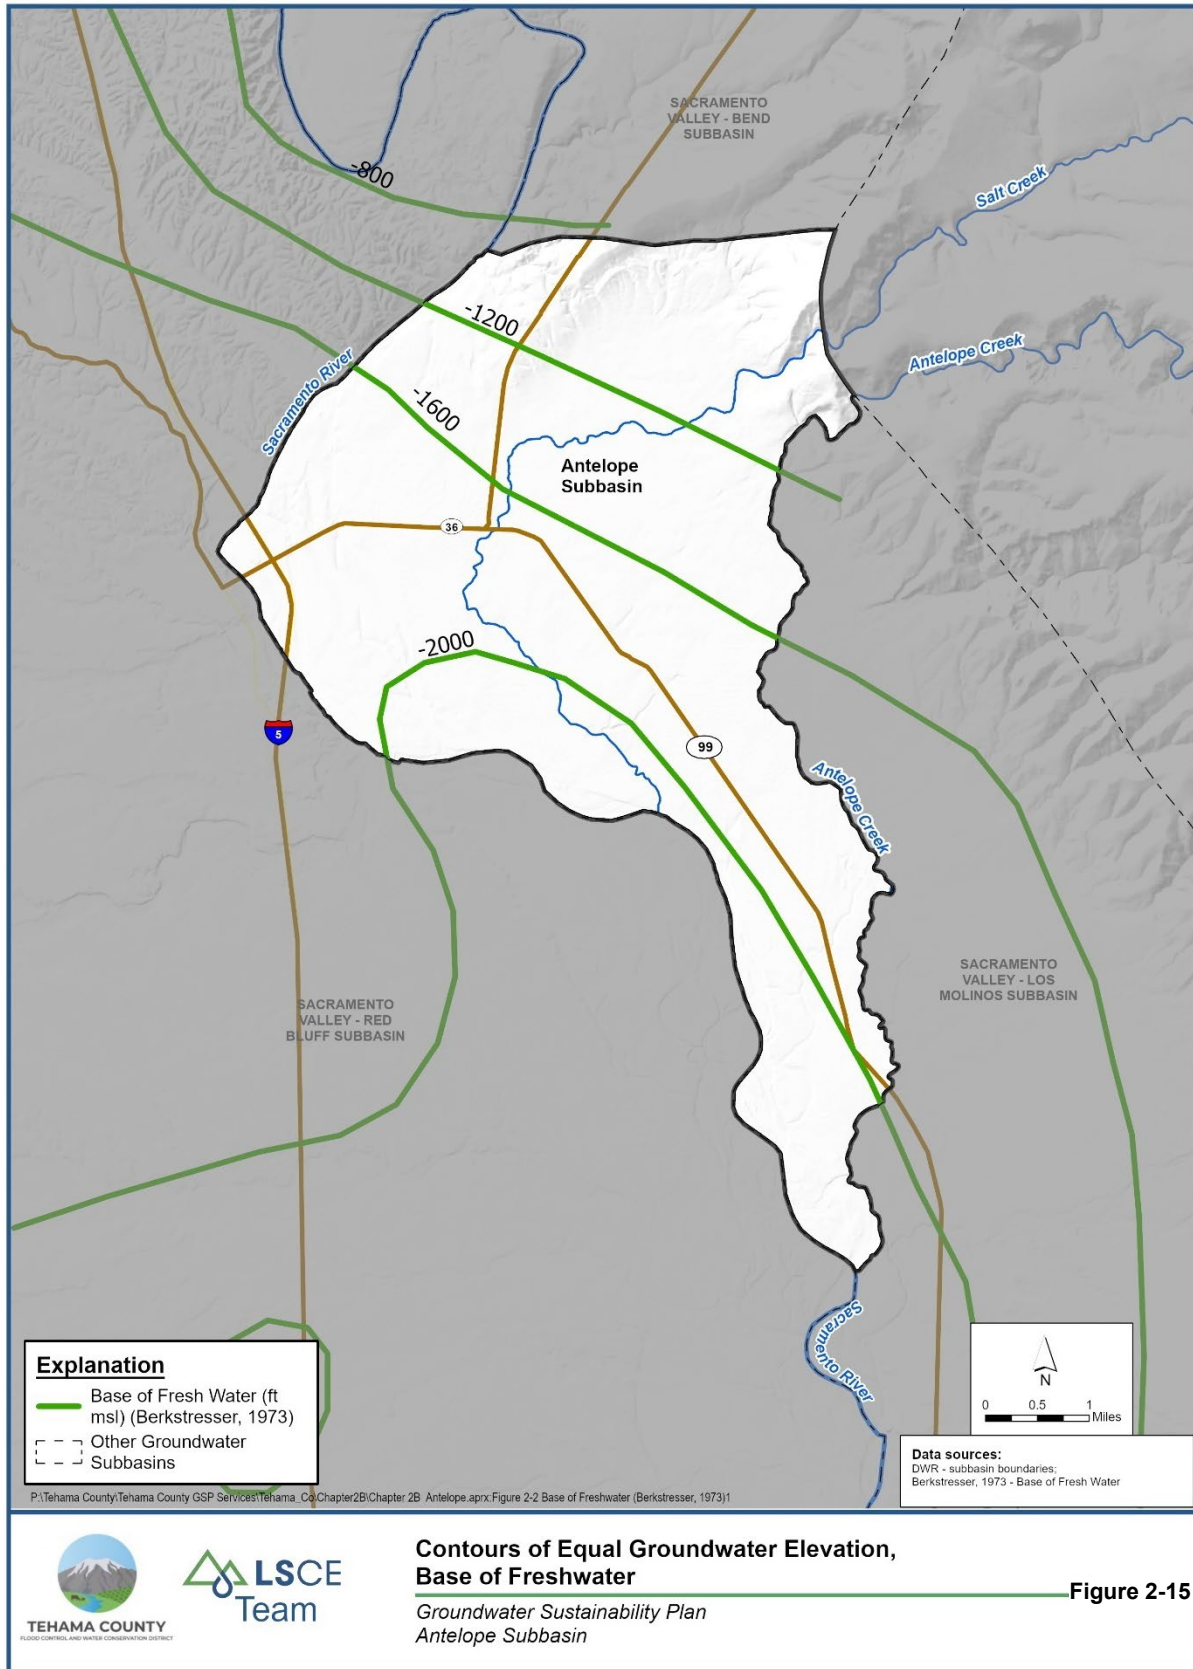 SACRAMENTO
VALLEY - BEND
SUBBASIN
-800
Salt Creek
-1200
Antelope Creek
Sacramento River
-1600
Antelope
Subbasin
36
-2000
5
99
Antelope Creek
SACRAMENTO
VALLEY - LOS
MOLINOS SUBBASIN
SACRAMENTO
VALLEY - RED
BLUFF SUBBASIN
Sacramento River
Explanation
Base of Fresh Water (ft
msl) (Berkstresser, 1973)
Other Groundwater
Subbasins
N
0 0.5 1
Miles
Data sources:
DWR - subbasin boundaries;
Berkstresser, 1973 - Base of Fresh Water
P:\Tehama County\Tehama County GSP Services\Tehama_Co\Chapter2B\Chapter 2B_Antelope.aprx:Figure 2-2 Base of Freshwater (Berkstresser, 1973)1
TEHAMA COUNTY
FLOOD CONTROL AND WATER CONSERVATION DISTRICT
LSCE
Team
Contours of Equal Groundwater Elevation,
Base of Freshwater
Figure 2-15
Groundwater Sustainability Plan
Antelope Subbasin